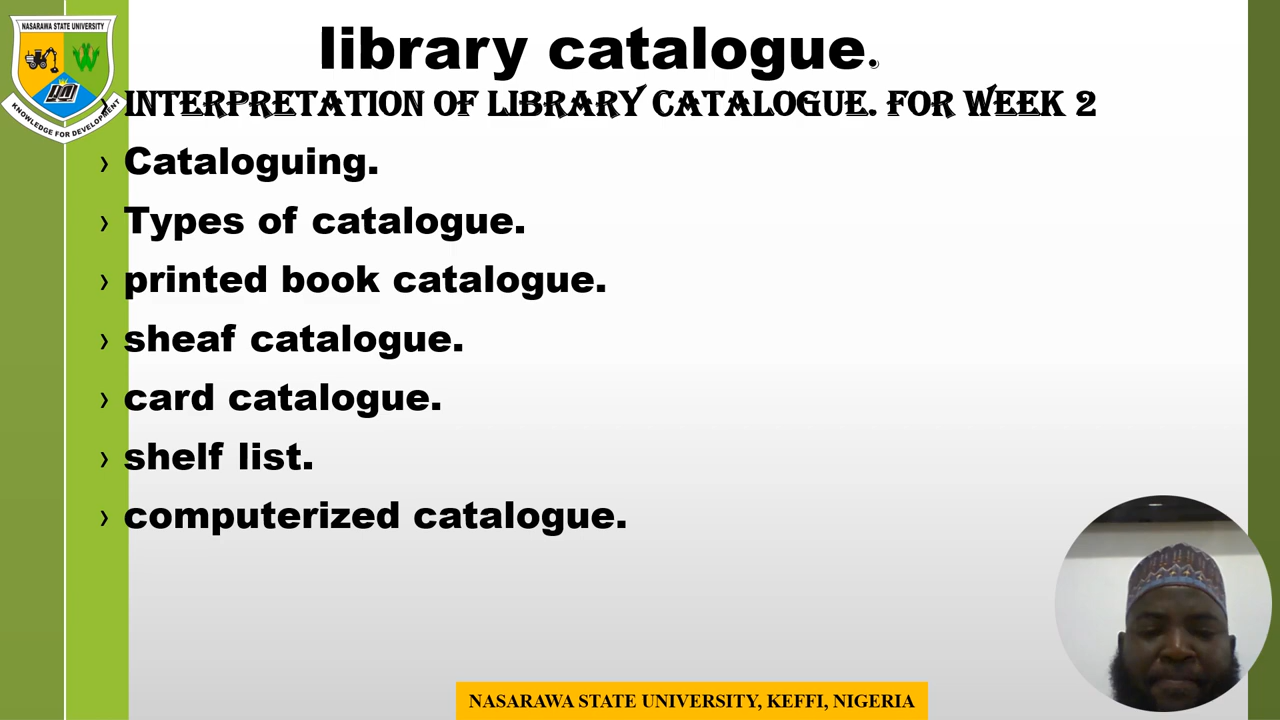 NASARAWA STATE UNIVERSITY
KNOWLEDGE FOR DEVELOPMENT
library catalogue.
INTERPRETATION OF LIBRARY CATALOGUE. FOR WEEK 2
› Cataloguing.
› Types of catalogue.
› printed book catalogue.
› sheaf catalogue.
› card catalogue.
› shelf list.
› computerized catalogue.
NASARAWA STATE UNIVERSITY, KEFFI, NIGERIA